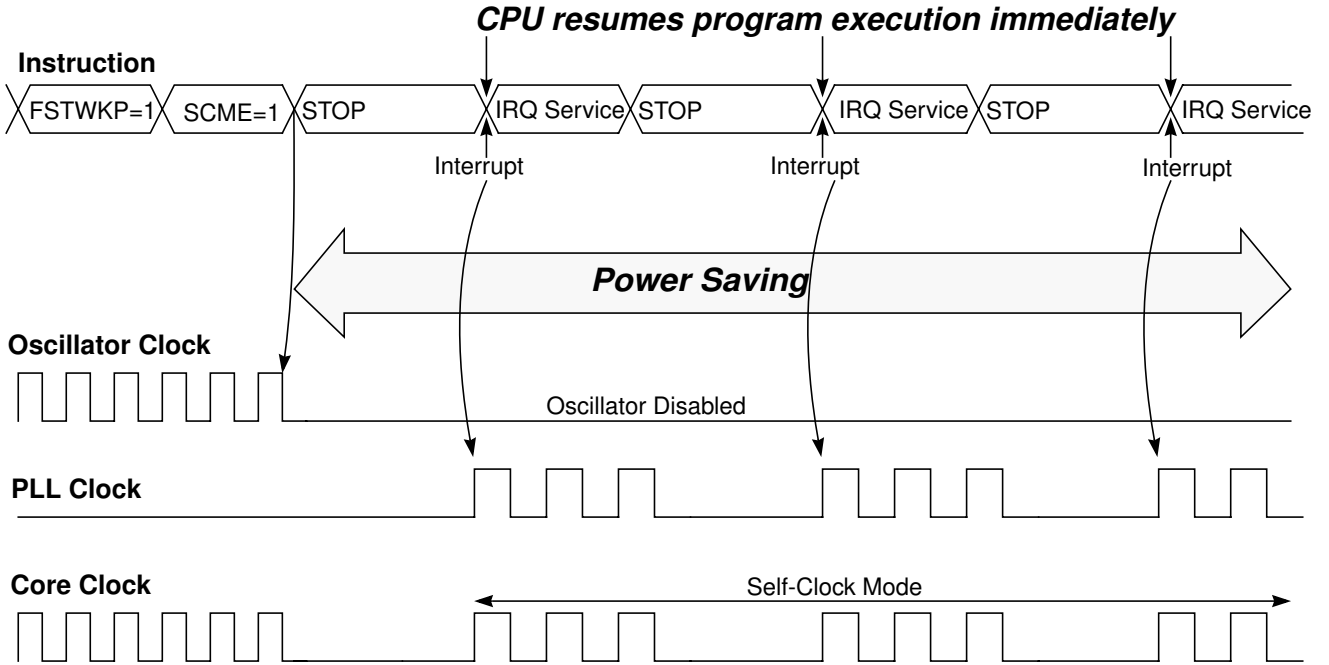 CPU resumes program execution immediately
Instruction
FSTWKP=1 SCME=1 STOP IRQ Service STOP IRQ Service STOP IRQ Service
Interrupt Interrupt Interrupt
Power Saving
Oscillator Clock
Oscillator Disabled
PLL Clock
Core Clock
Self-Clock Mode